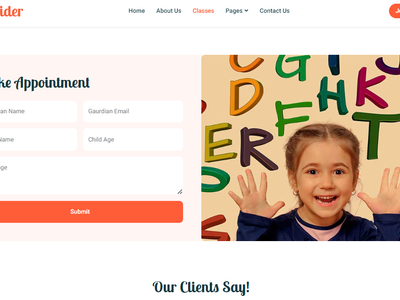 ider
Home About Us Classes Pages Contact Us
ke Appointment
an Name Gaurdian Email
Name Child Age
ge
Submit
C G F
F H K
E R F T
R
Our Clients Say!